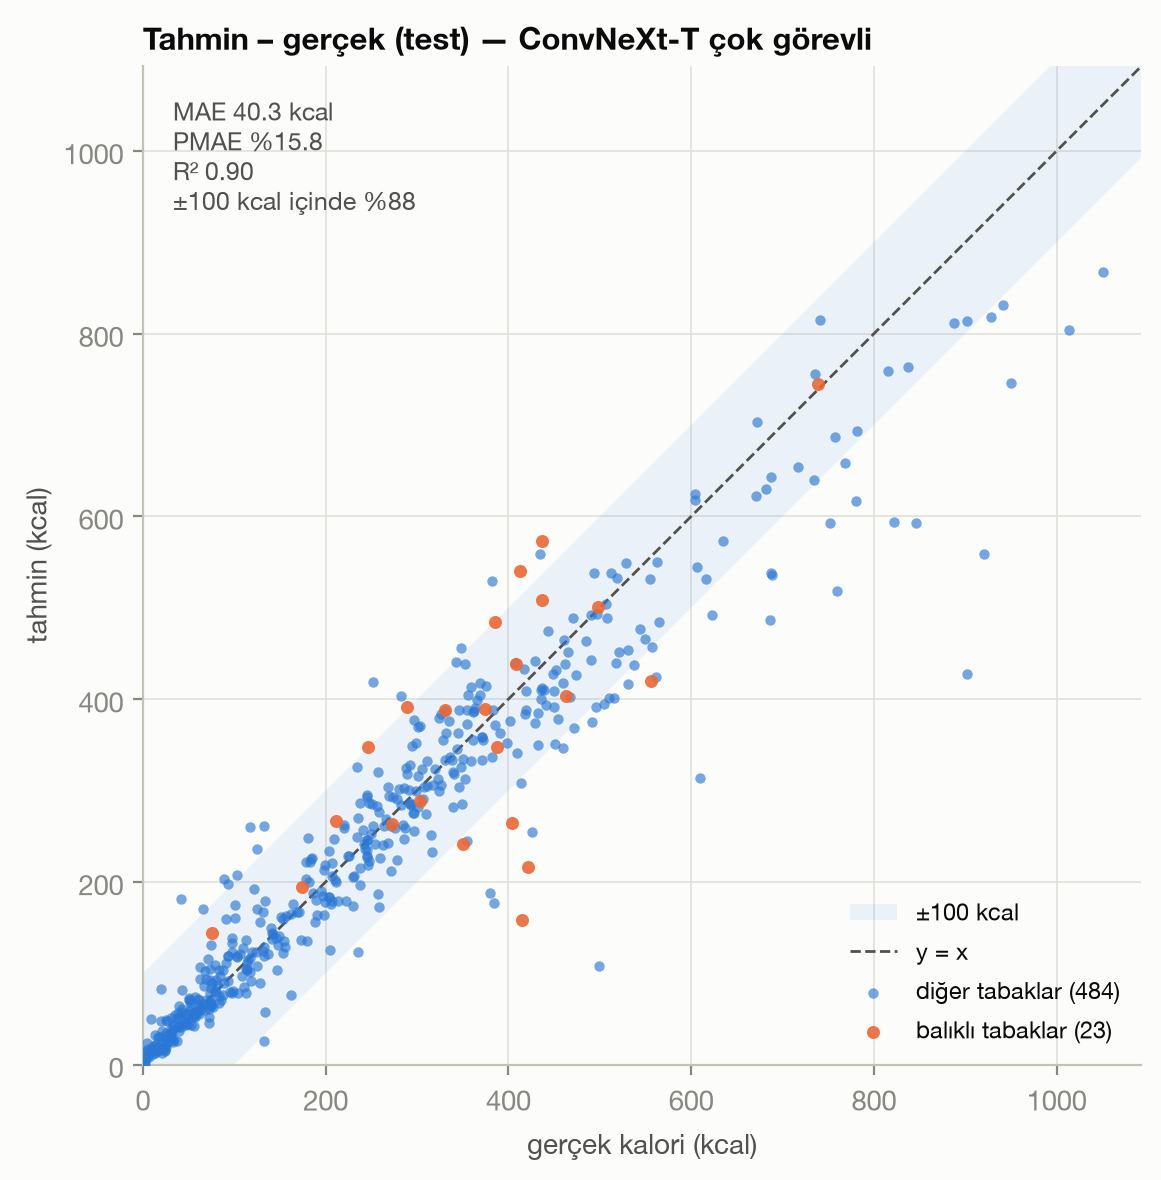 Tahmin – gerçek (test) — ConvNeXt-T çok görevli
MAE 40.3 kcal
PMAE %15.8
R² 0.90
±100 kcal içinde %88
tahmin (kcal)
1000
800
600
400
200
0
0 200 400 600 800 1000
gerçek kalori (kcal)
±100 kcal
y = x
diğer tabaklar (484)
balıklı tabaklar (23)